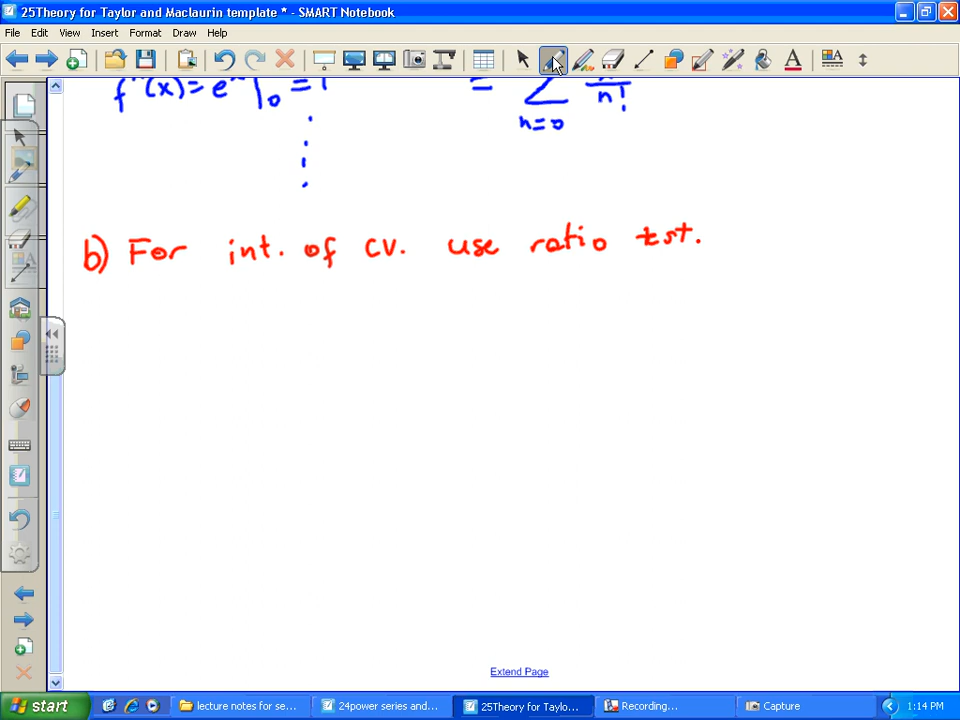 25Theory for Taylor and Maclaurin template * - SMART Notebook
File Edit View Insert Format Draw Help
f''(x)=e^x|_0 = 1
= ∑ n=0 n!
b) For int. of cv. use ratio tst.
Extend Page
start lecture notes for se... 24power series and... 25Theory for Taylo... Recording... Capture 1:14 PM